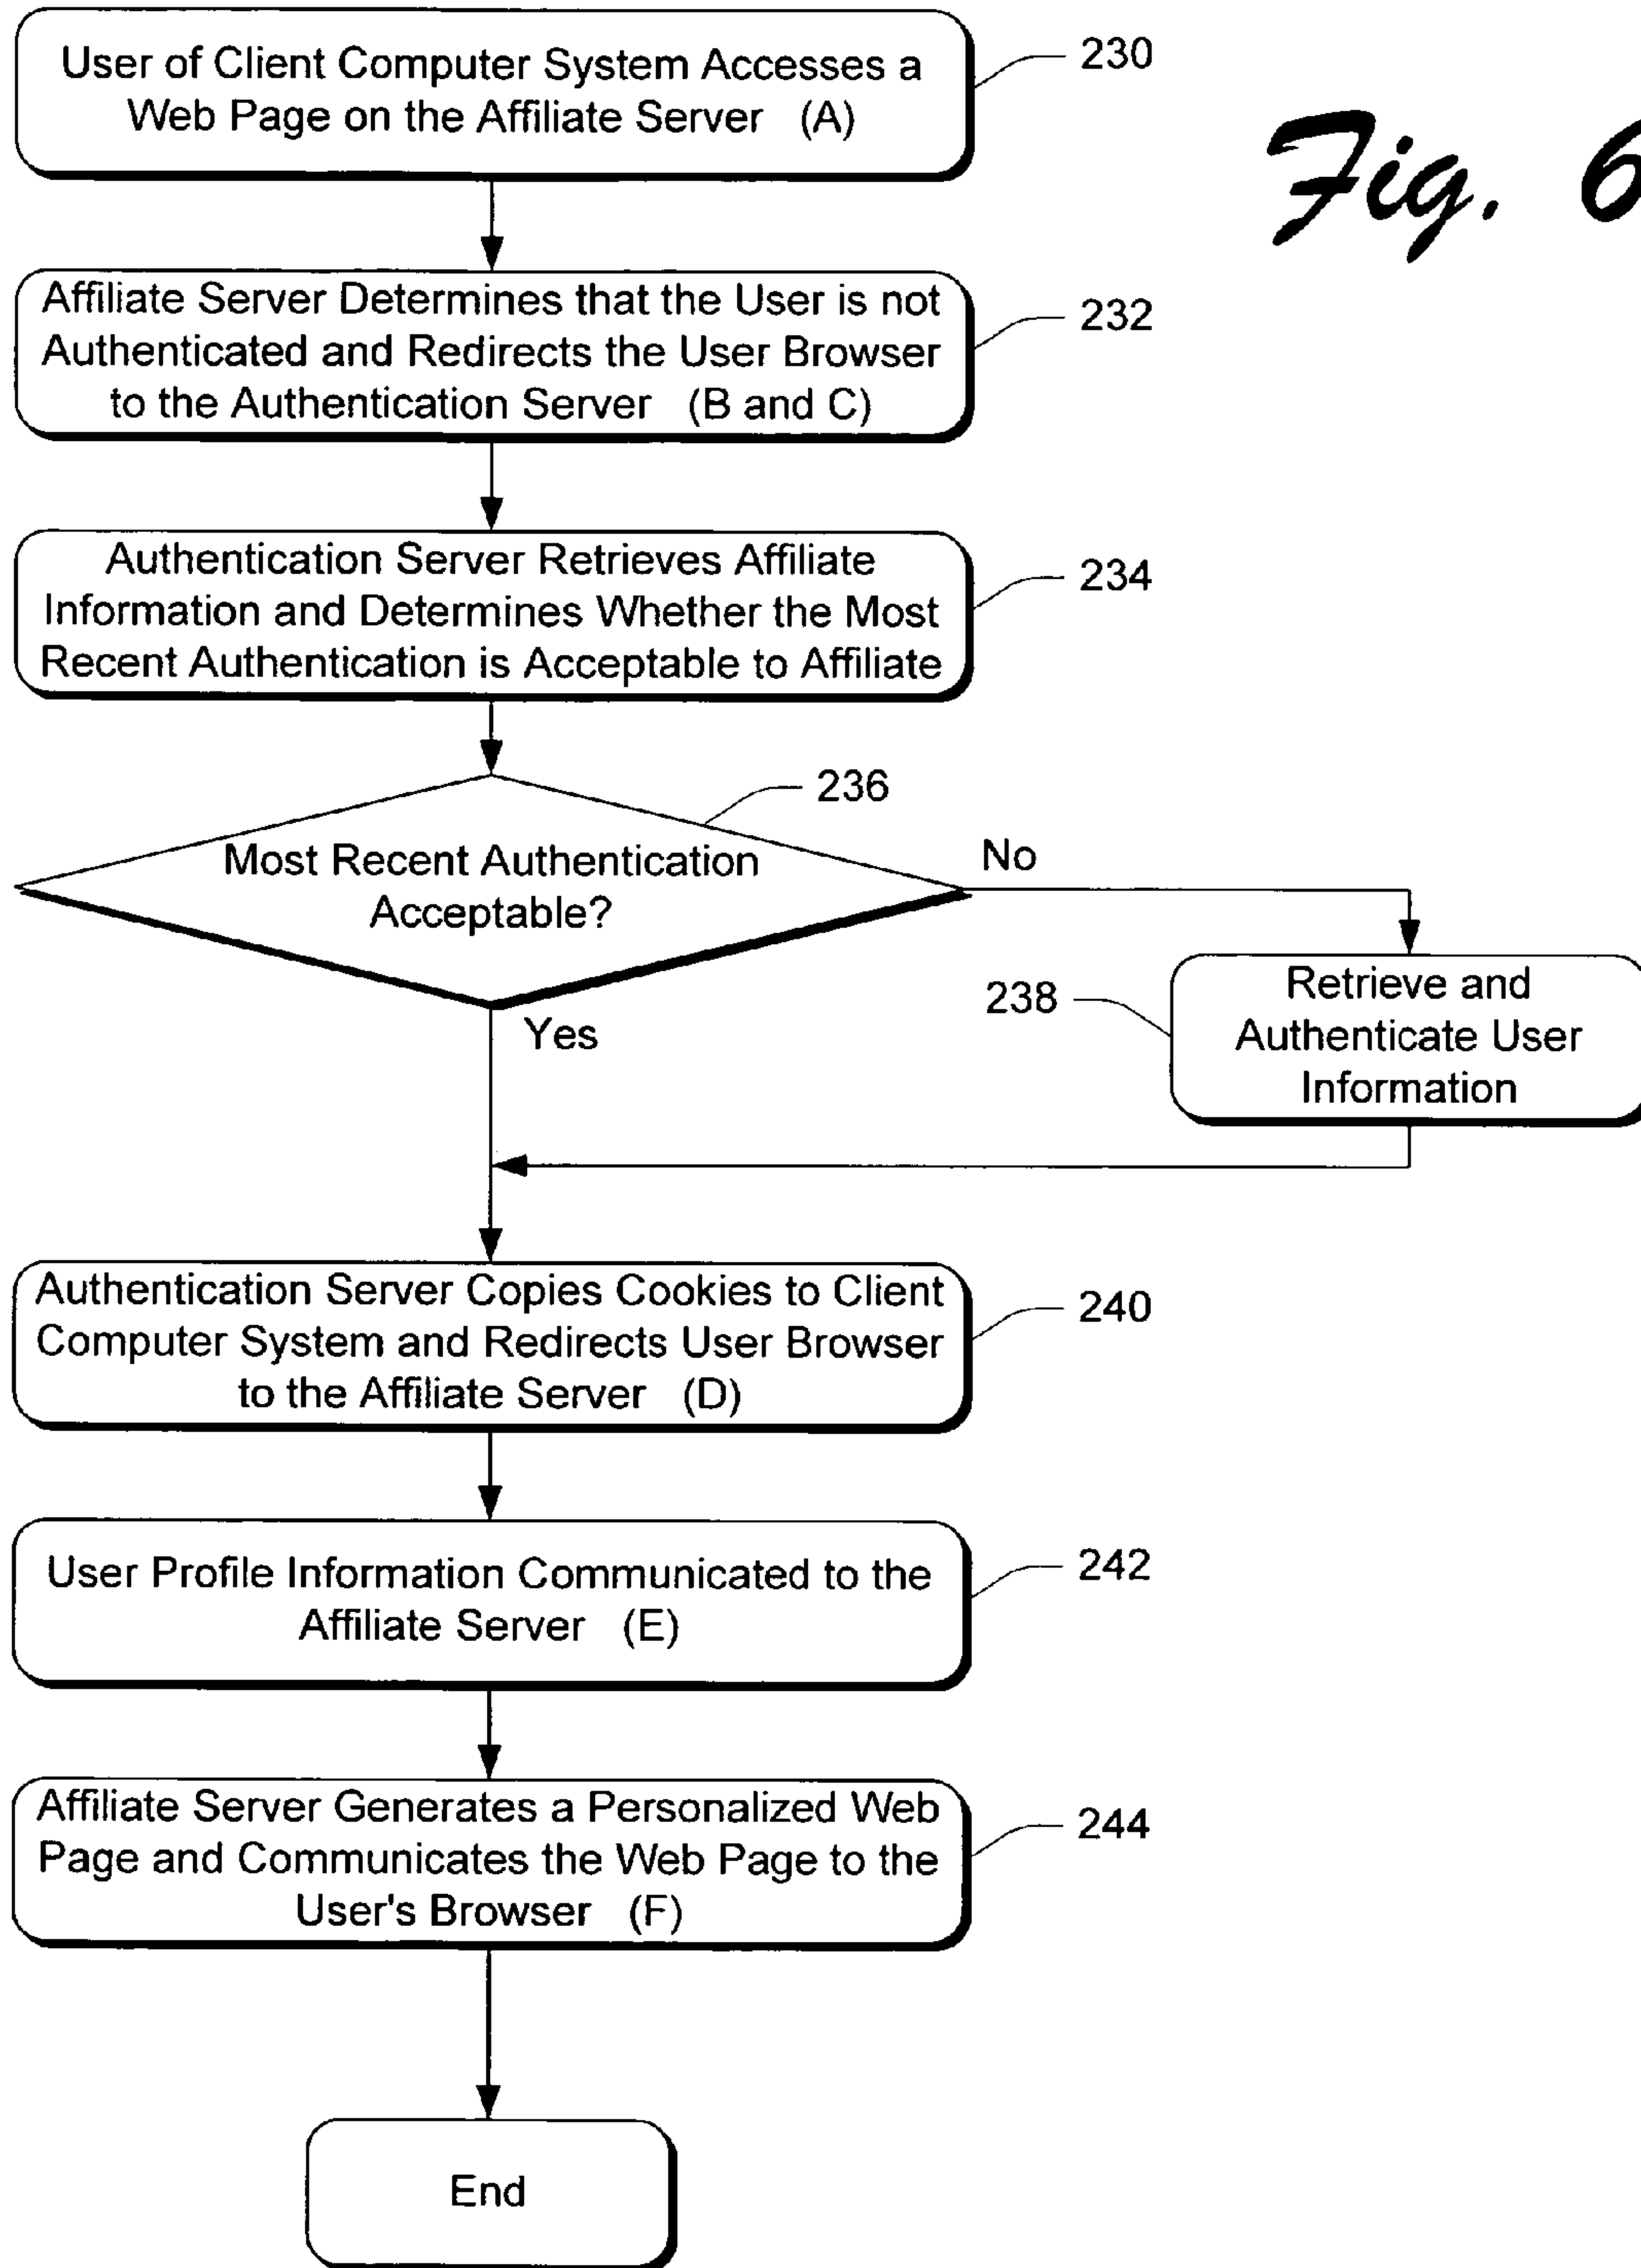 User of Client Computer System Accesses a
Web Page on the Affiliate Server (A)
230
Fig. 6
Affiliate Server Determines that the User is not
Authenticated and Redirects the User Browser
to the Authentication Server (B and C)
232
Authentication Server Retrieves Affiliate
Information and Determines Whether the Most
Recent Authentication is Acceptable to Affiliate
234
236
Most Recent Authentication
Acceptable?
No
Yes
238
Retrieve and
Authenticate User
Information
Authentication Server Copies Cookies to Client
Computer System and Redirects User Browser
to the Affiliate Server (D)
240
User Profile Information Communicated to the
Affiliate Server (E)
242
Affiliate Server Generates a Personalized Web
Page and Communicates the Web Page to the
User's Browser (F)
244
End